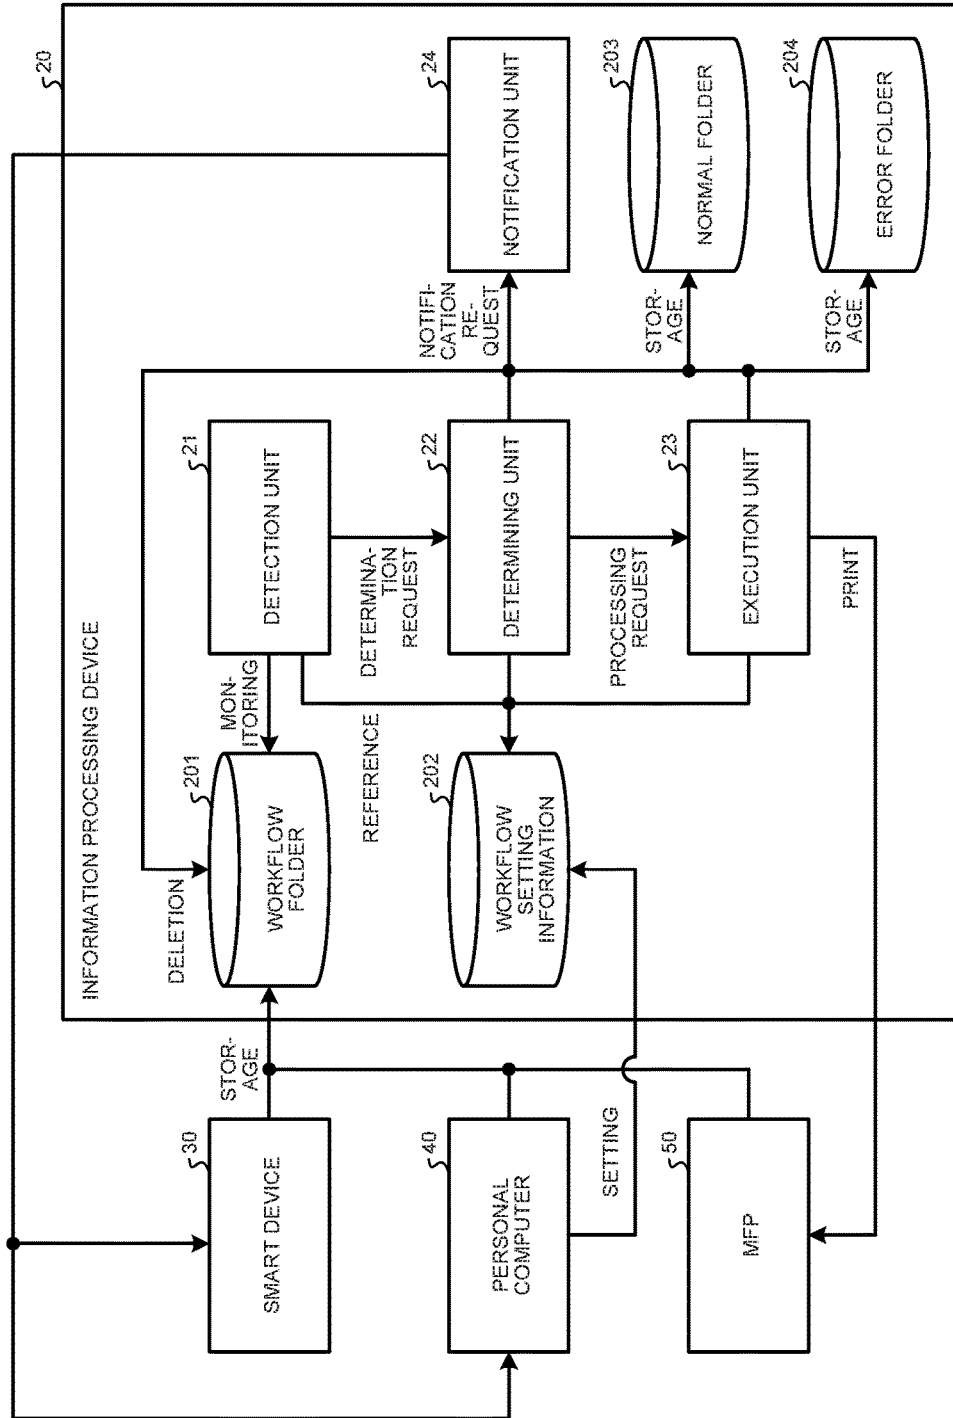 INFORMATION PROCESSING DEVICE
20
30
SMART DEVICE
STOR-
AGE
DELETION
201
WORKFLOW
FOLDER
MON-
ITORING
21
DETECTION UNIT
REFERENCE
DETERMINA-
TION
REQUEST
NOTIFI-
CATION
RE-
QUEST
24
NOTIFICATION UNIT
40
PERSONAL
COMPUTER
202
WORKFLOW
SETTING
INFORMATION
22
DETERMINING UNIT
STOR-
AGE
203
NORMAL FOLDER
SETTING
PROCESSING
REQUEST
50
MFP
23
EXECUTION UNIT
PRINT
STOR-
AGE
204
ERROR FOLDER